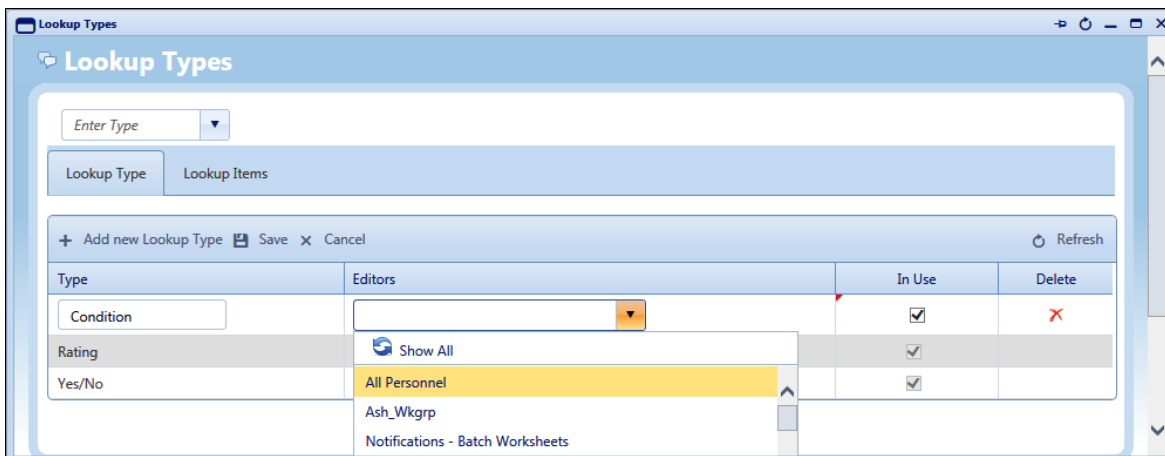 Lookup Types
Lookup Types
Enter Type
Lookup Type Lookup Items
Add new Lookup Type Save Cancel Refresh
Type Editors In Use Delete
Condition
Show All
Rating
All Personnel
Yes/No
Ash_Wkgrp
Notifications - Batch Worksheets